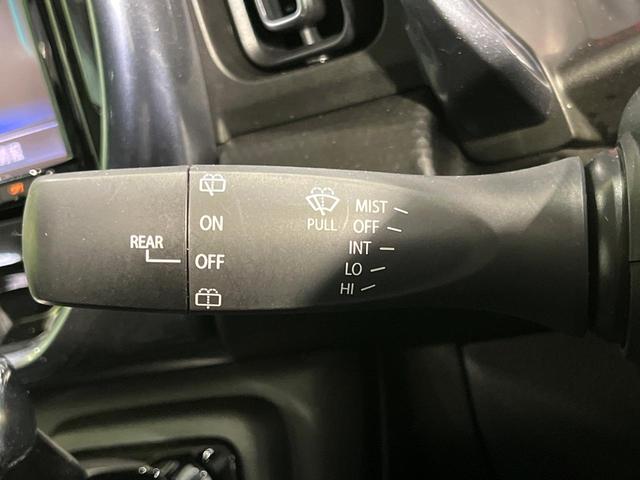 REAR
ON
OFF
PULL
MIST
OFF
INT
LO
HI